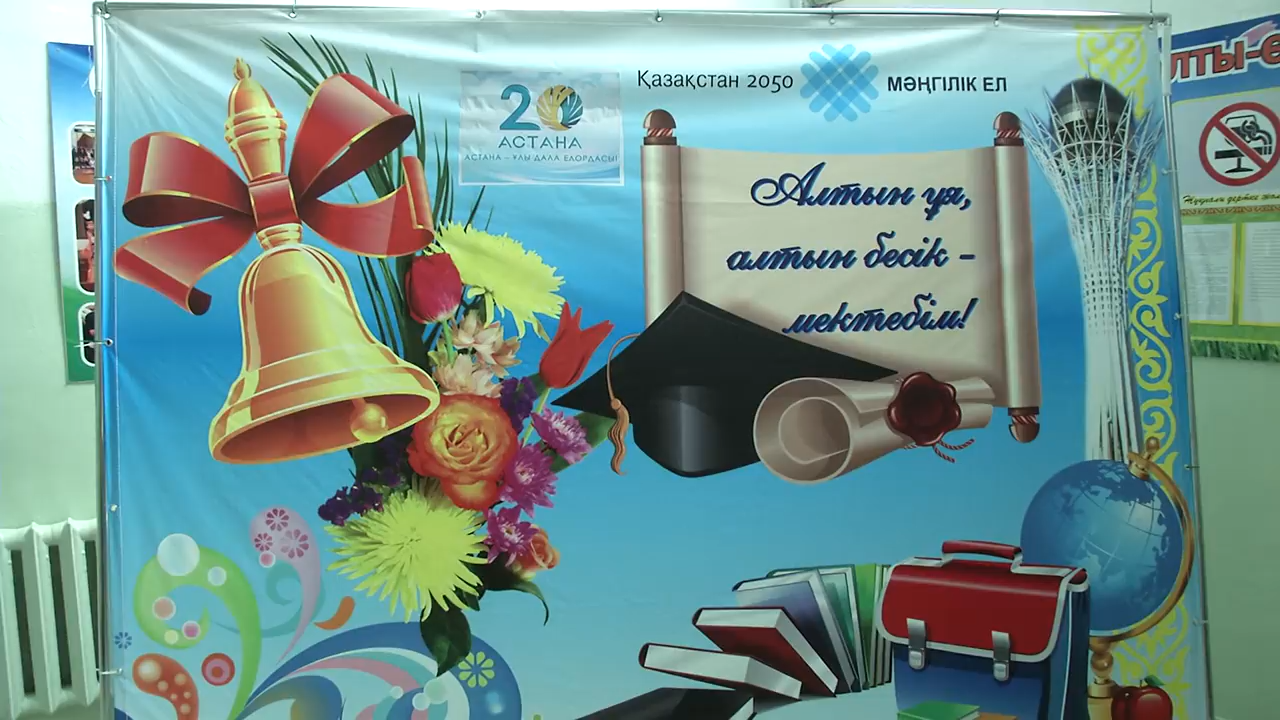 20
АСТАНА
АСТАНА – ҰЛЫ ДАЛА ЕЛОРДАСЫ!
Қазақстан 2050
МӘҢГІЛІК ЕЛ
Алтын ұя,
алтын бесік –
мектебім!